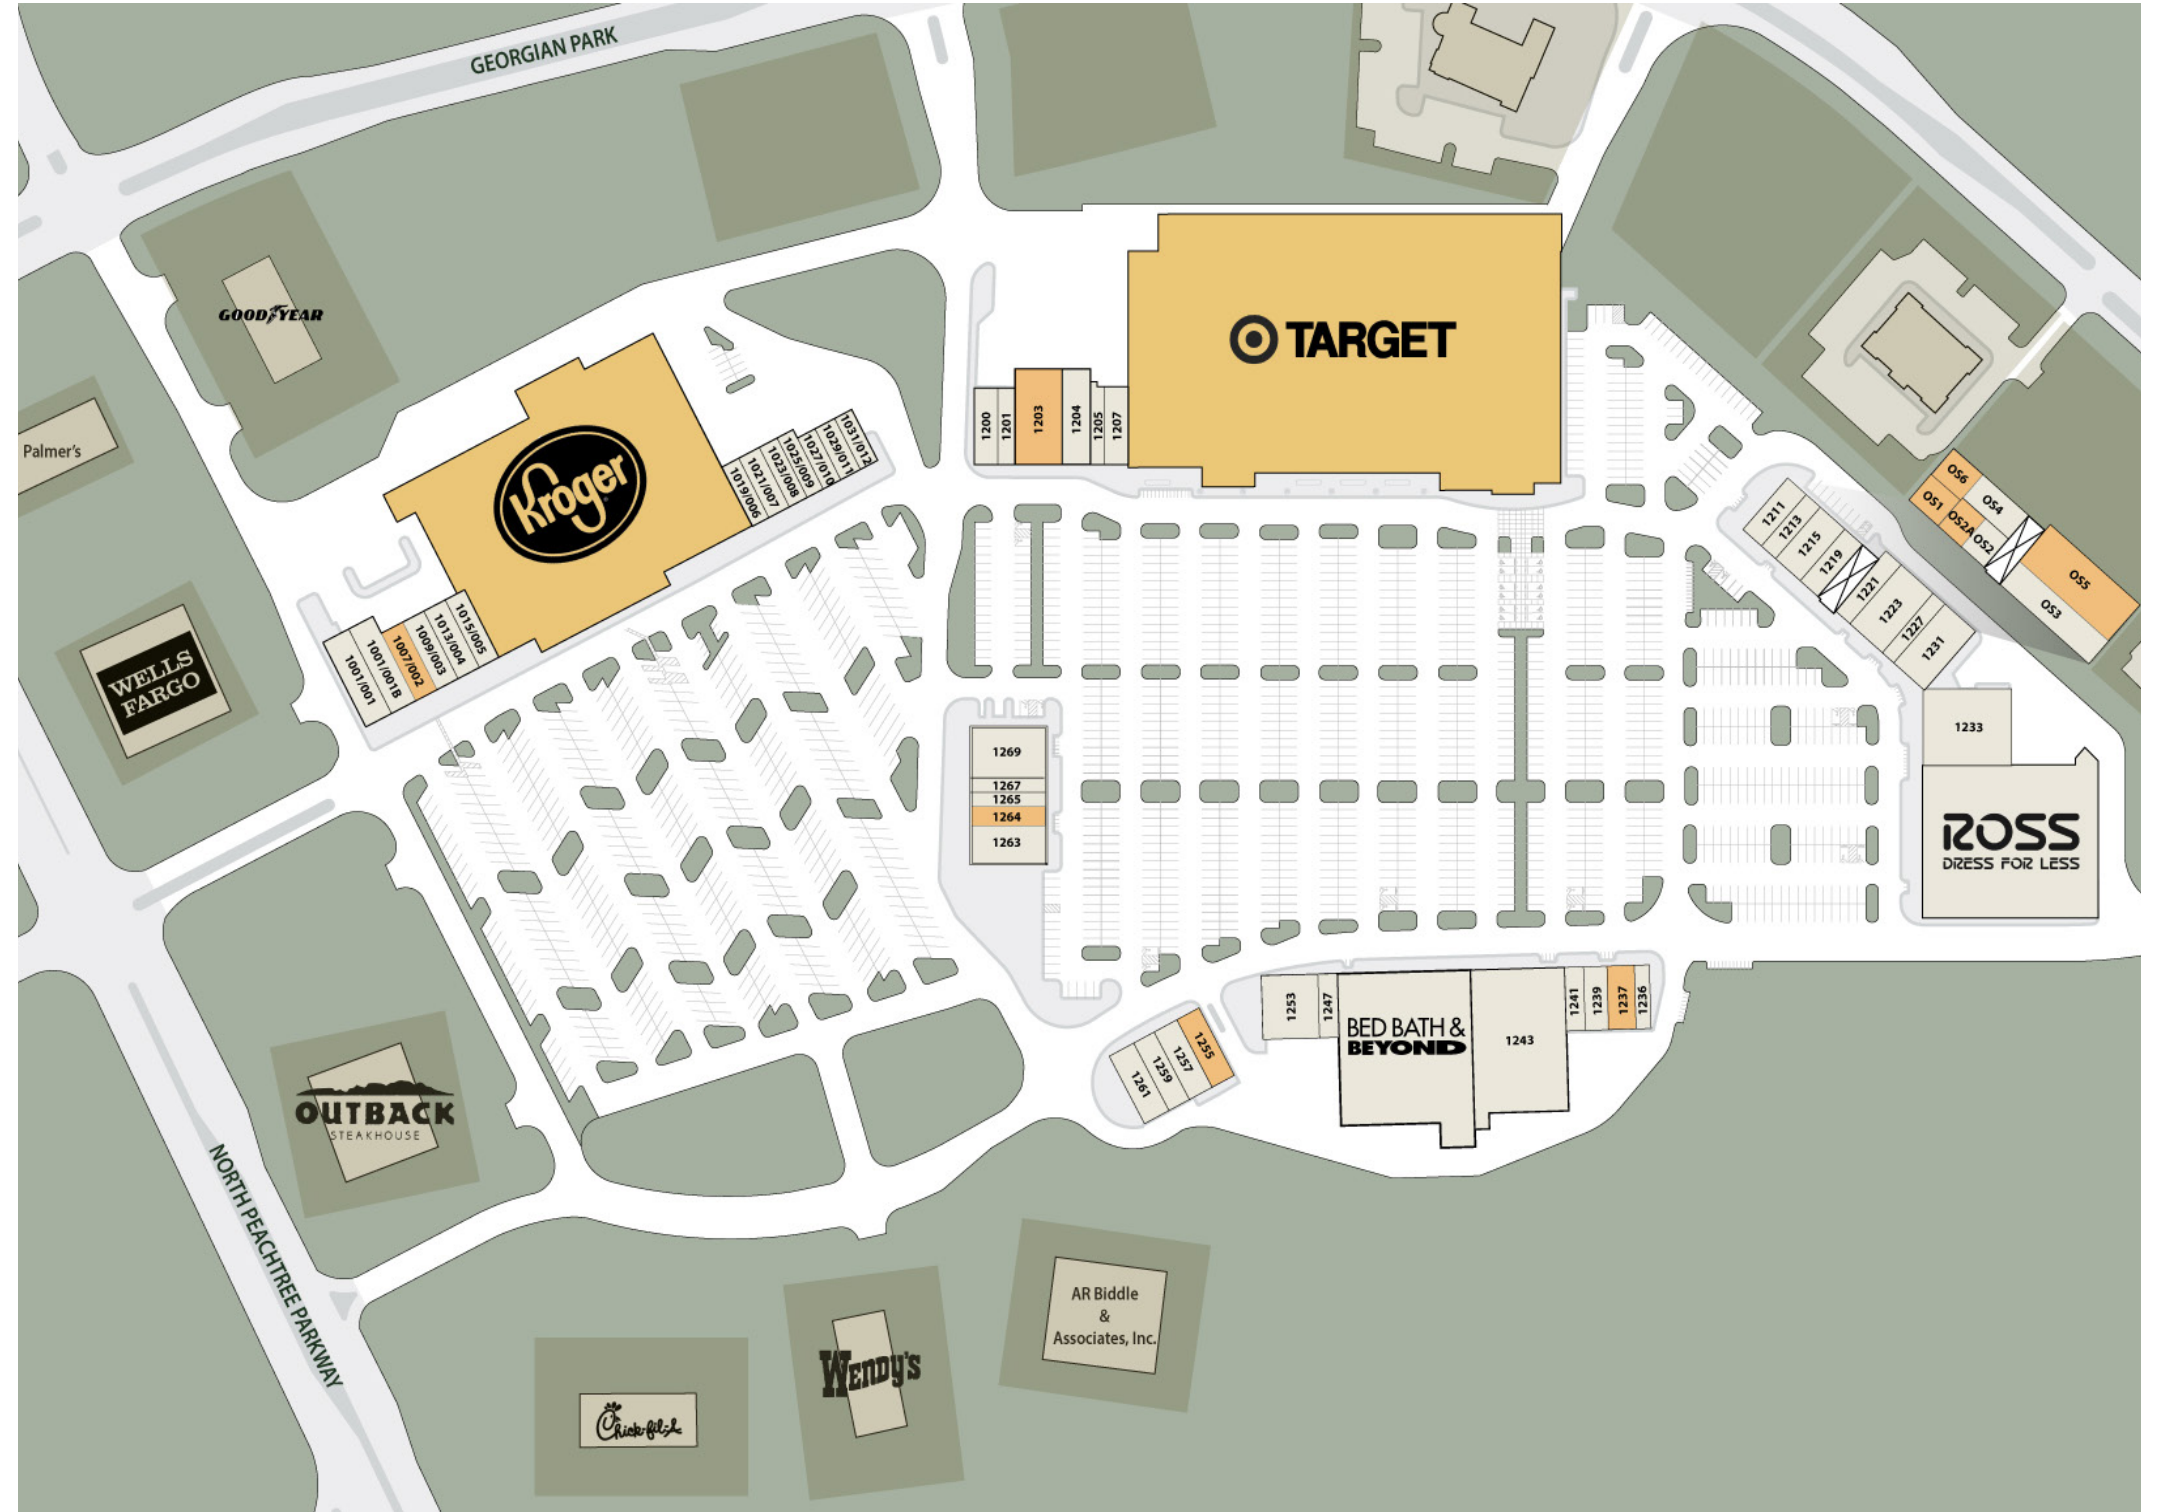 GEORGIAN PARK
GOODYEAR
TARGET
Palmer's
Kroger
1200
1201
1203
1204
1205
1207
1031/012
1029/011
1027/010
1025/009
1023/008
1021/007
1019/006
OS6
OS4
OS1
OS2A
OS2
OS5
OS3
1211
1213
1215
1219
1221
1223
1227
1231
1015/005
1013/004
1009/003
1007/002
1001/001B
1001/001
WELLS
FARGO
1233
1269
1267
1265
1264
1263
ROSS
DRESS FOR LESS
1253
1247
BED BATH &
BEYOND
1243
1241
1239
1237
1236
1255
1257
1259
1261
OUTBACK
STEAKHOUSE
NORTH PEACHTREE PARKWAY
AR Biddle
&
Associates, Inc.
WENDY'S
Chick-fil-A